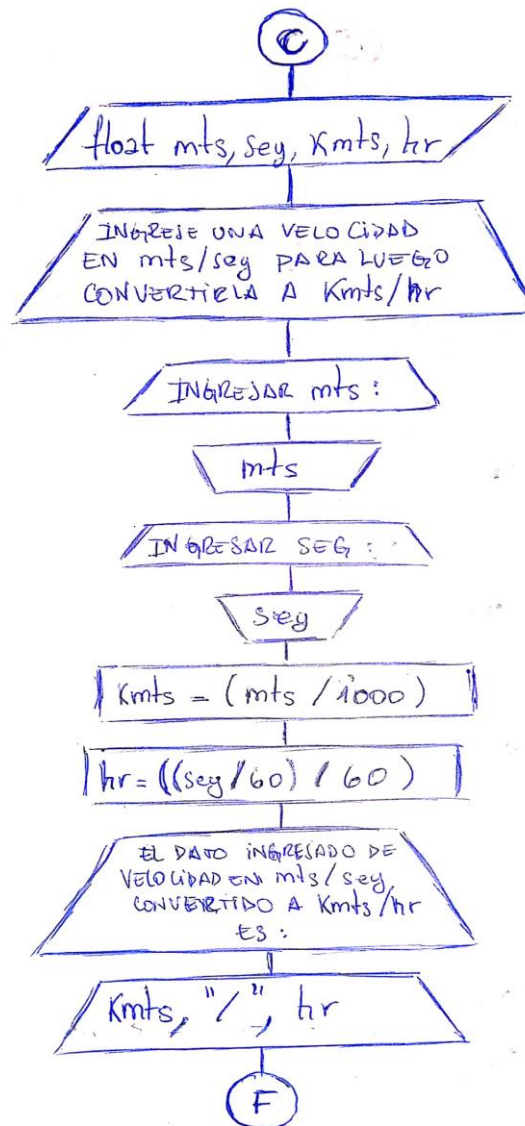 C
float mts, seg, Kmts, hr
INGRESE UNA VELOCIDAD
EN mts/seg PARA LUEGO
CONVERTIRLA A Kmts/hr
INGRESAR mts :
mts
INGRESAR SEG :
seg
Kmts = (mts / 1000)
hr = ((seg / 60) / 60)
EL DATO INGRESADO DE
VELOCIDAD EN mts/seg
CONVERTIDO A Kmts/hr
ES :
Kmts, "/", hr
F